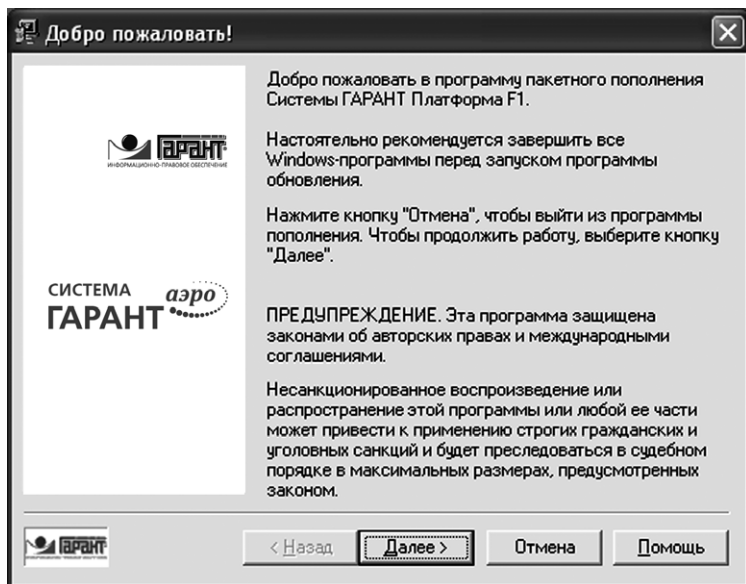 Добро пожаловать!
Добро пожаловать в программу пакетного пополнения
Системы ГАРАНТ Платформа F1.
Настоятельно рекомендуется завершить все
Windows-программы перед запуском программы
обновления.
Нажмите кнопку "Отмена", чтобы выйти из программы
пополнения. Чтобы продолжить работу, выберите кнопку
"Далее".
ПРЕДУПРЕЖДЕНИЕ. Эта программа защищена
законами об авторских правах и международными
соглашениями.
Несанкционированное воспроизведение или
распространение этой программы или любой ее части
может привести к применению строгих гражданских и
уголовных санкций и будет преследоваться в судебном
порядке в максимальных размерах, предусмотренных
законом.
Гарант
ИНФОРМАЦИОННО-ПРАВОВОЕ ОБЕСПЕЧЕНИЕ
СИСТЕМА
ГАРАНТ аэро
Гарант
< Назад
Далее >
Отмена
Помощь